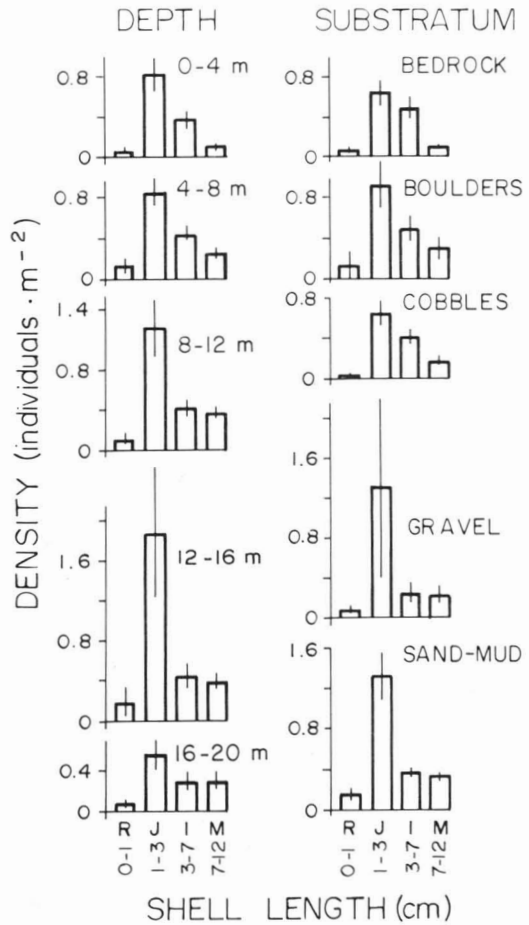 DEPTH
0-4 m
0.8
0
4-8 m
0.8
0
8-12 m
1.4
0.8
0
12-16 m
1.6
0.8
0
16-20 m
0.4
0
R J I M
0-1 1-3 3-7 7-12
SUBSTRATUM
BEDROCK
0.8
0
BOULDERS
0.8
0
COBBLES
0.8
0
GRAVEL
1.6
0.8
0
SAND-MUD
1.6
0.8
0
R J I M
0-1 1-3 3-7 7-12
DENSITY (individuals · m⁻²)
SHELL LENGTH (cm)